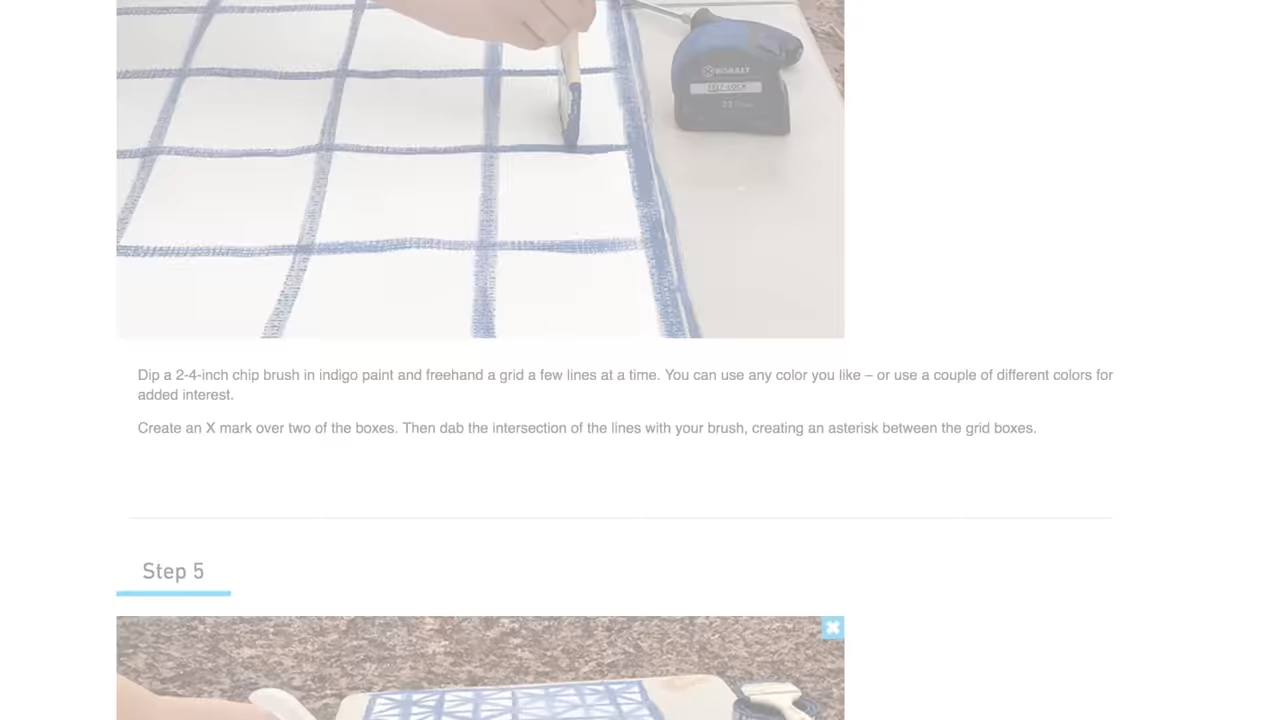 KOBALT
SELF-LOCK
Dip a 2-4-inch chip brush in indigo paint and freehand a grid a few lines at a time. You can use any color you like – or use a couple of different colors for
added interest.
Create an X mark over two of the boxes. Then dab the intersection of the lines with your brush, creating an asterisk between the grid boxes.
Step 5